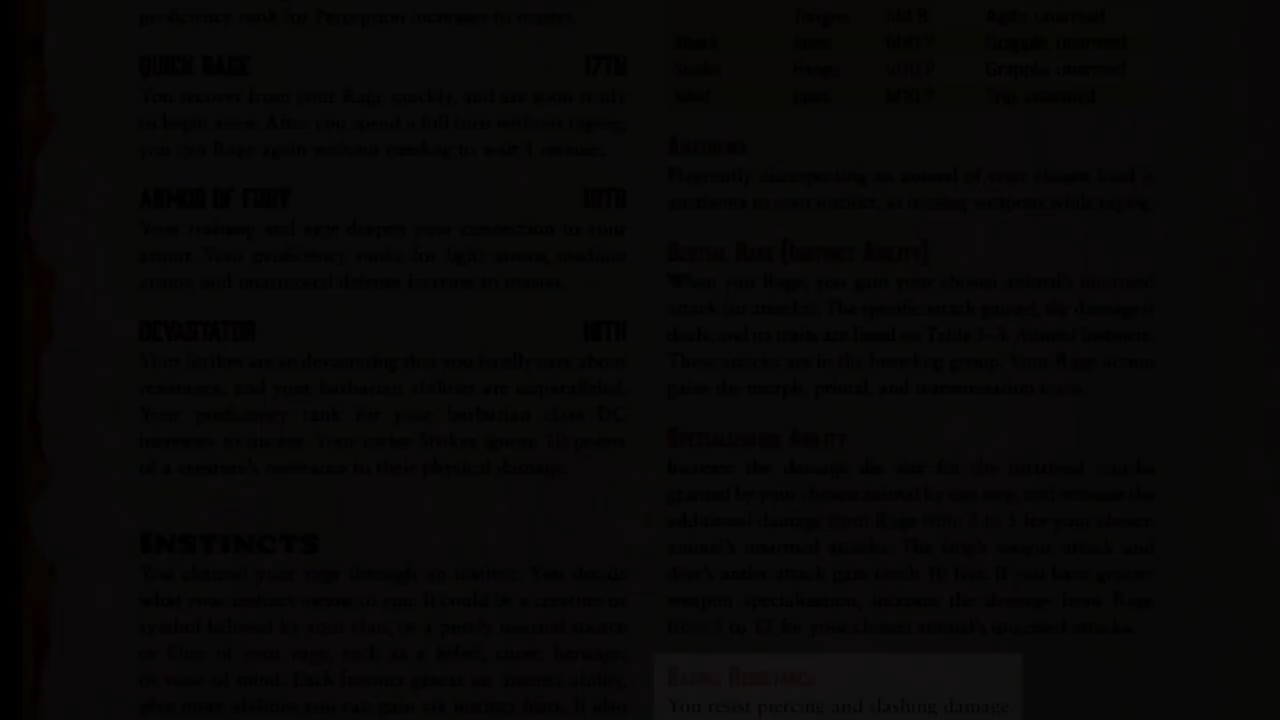 proficiency rank for Perception increases to master.
QUICK RAGE 17TH
You recover from your Rage quickly, and are soon ready
to begin anew. After you spend a full turn without raging,
you can Rage again without needing to wait 1 minute.
ARMOR OF FURY 19TH
Your training and rage deepen your connection to your
armor. Your proficiency ranks for light armor, medium
armor, and unarmored defense increase to master.
DEVASTATOR 19TH
Your Strikes are so devastating that you hardly care about
resistance, and your barbarian abilities are unparalleled.
Your proficiency rank for your barbarian class DC
increases to master. Your melee Strikes ignore 10 points
of a creature's resistance to their physical damage.
INSTINCTS
You channel your rage through an instinct. You decide
what your instinct means to you. It could be a creature or
symbol beloved by your clan, or a purely internal source
or filter of your rage, such as a belief, curse, heritage,
or state of mind. Each instinct grants an instinct ability,
plus more abilities you can gain via instinct feats. It also
Tongue Agile, unarmed
Shark Jaws Grapple, unarmed
Snake Fangs Grapple, unarmed
Wolf Jaws Trip, unarmed
ANATHEMA
Flagrantly disrespecting an animal of your chosen kind is
anathema to your instinct, as is using weapons while raging.
BESTIAL RAGE (INSTINCT ABILITY)
When you Rage, you gain your chosen animal's unarmed
attack (or attacks). The specific attack gained, the damage it
deals, and its traits are listed on Table 3–3: Animal Instincts.
These attacks are in the brawling group. Your Rage action
gains the morph, primal, and transmutation traits.
SPECIALIZATION ABILITY
Increase the damage die size for the unarmed attacks
granted by your chosen animal by one step, and increase the
additional damage from Rage from 2 to 5 for your chosen
animal's unarmed attacks. The frog's tongue attack and
deer's antler attack gain reach 10 feet. If you have greater
weapon specialization, increase the damage from Rage
from 5 to 12 for your chosen animal's unarmed attacks.
RAGING RESISTANCE
You resist piercing and slashing damage.